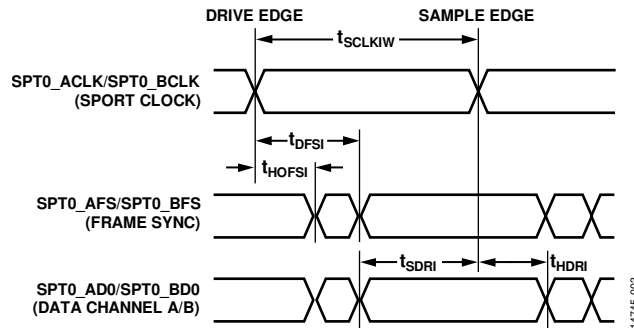 DRIVE EDGE
SAMPLE EDGE
tSCLKIW
SPT0_ACLK/SPT0_BCLK
(SPORT CLOCK)
tDFSI
tHOFSI
SPT0_AFS/SPT0_BFS
(FRAME SYNC)
tSDRI
tHDRI
SPT0_AD0/SPT0_BD0
(DATA CHANNEL A/B)